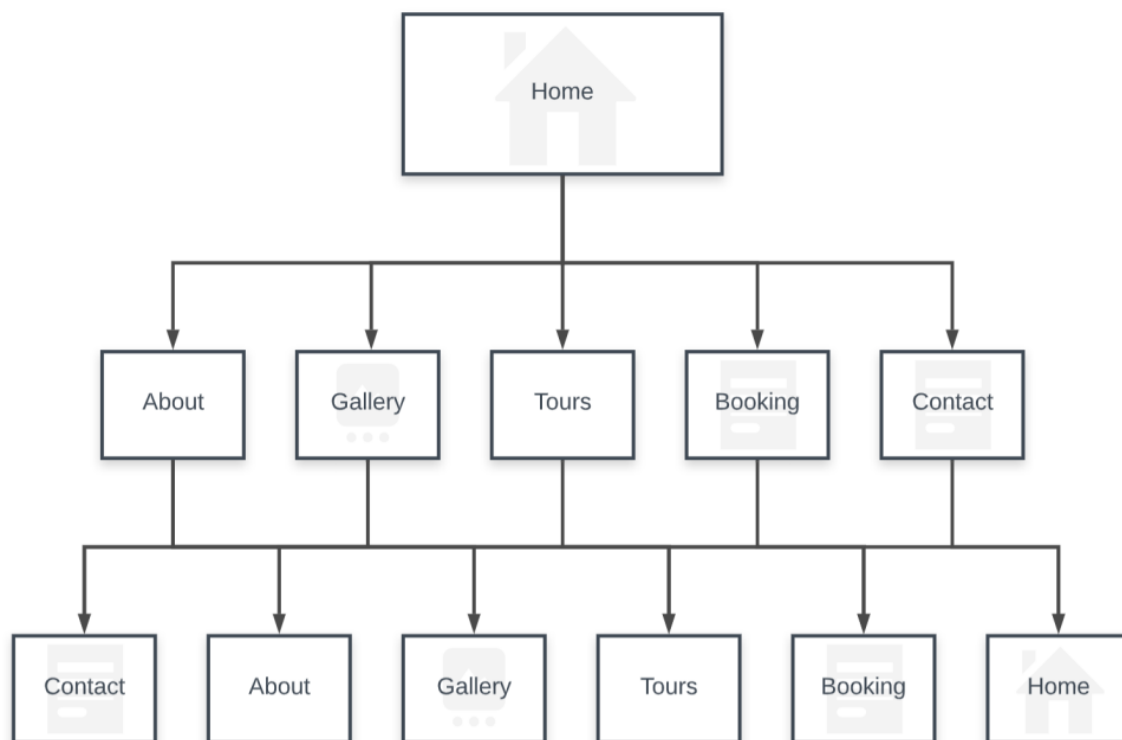 Home
About
Gallery
Tours
Booking
Contact
Contact
About
Gallery
Tours
Booking
Home